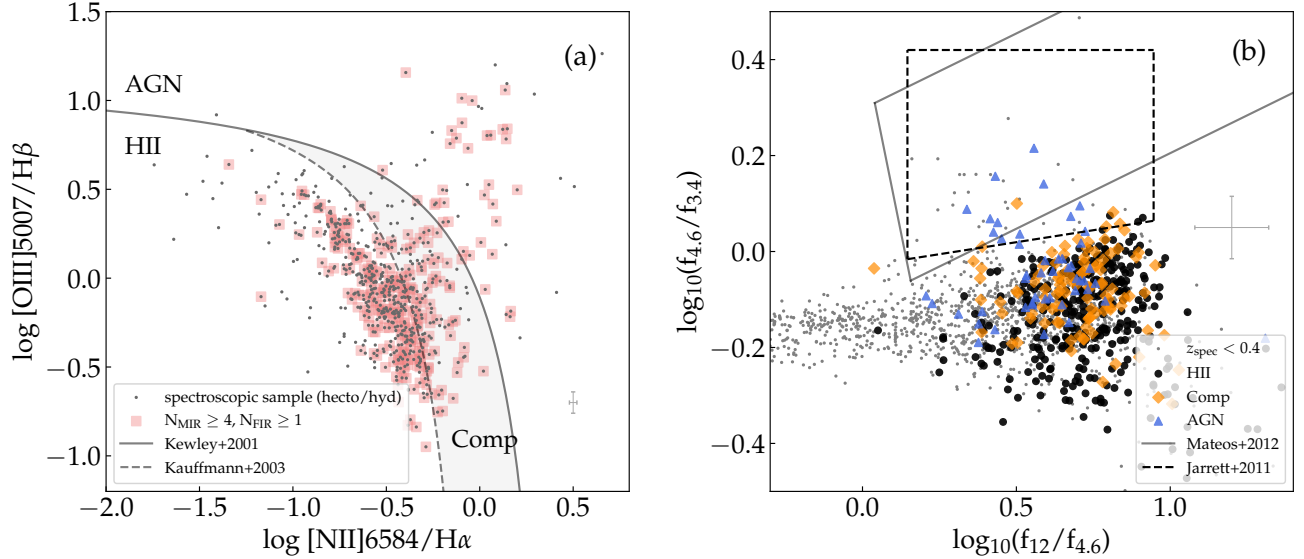 (a)
AGN
HII
Comp
spectroscopic sample (hecto/hyd)
N_MIR ≥ 4, N_FIR ≥ 1
Kewley+2001
Kauffmann+2003
1.5
1.0
0.5
0.0
−0.5
−1.0
−2.0 −1.5 −1.0 −0.5 0.0 0.5
log [NII]6584/Hα
log [OIII]5007/Hβ
(b)
z_spec < 0.4
HII
Comp
AGN
Mateos+2012
Jarrett+2011
0.4
0.2
0.0
−0.2
−0.4
0.0 0.5 1.0
log₁₀(f₁₂/f₄.₆)
log₁₀(f₄.₆/f₃.₄)